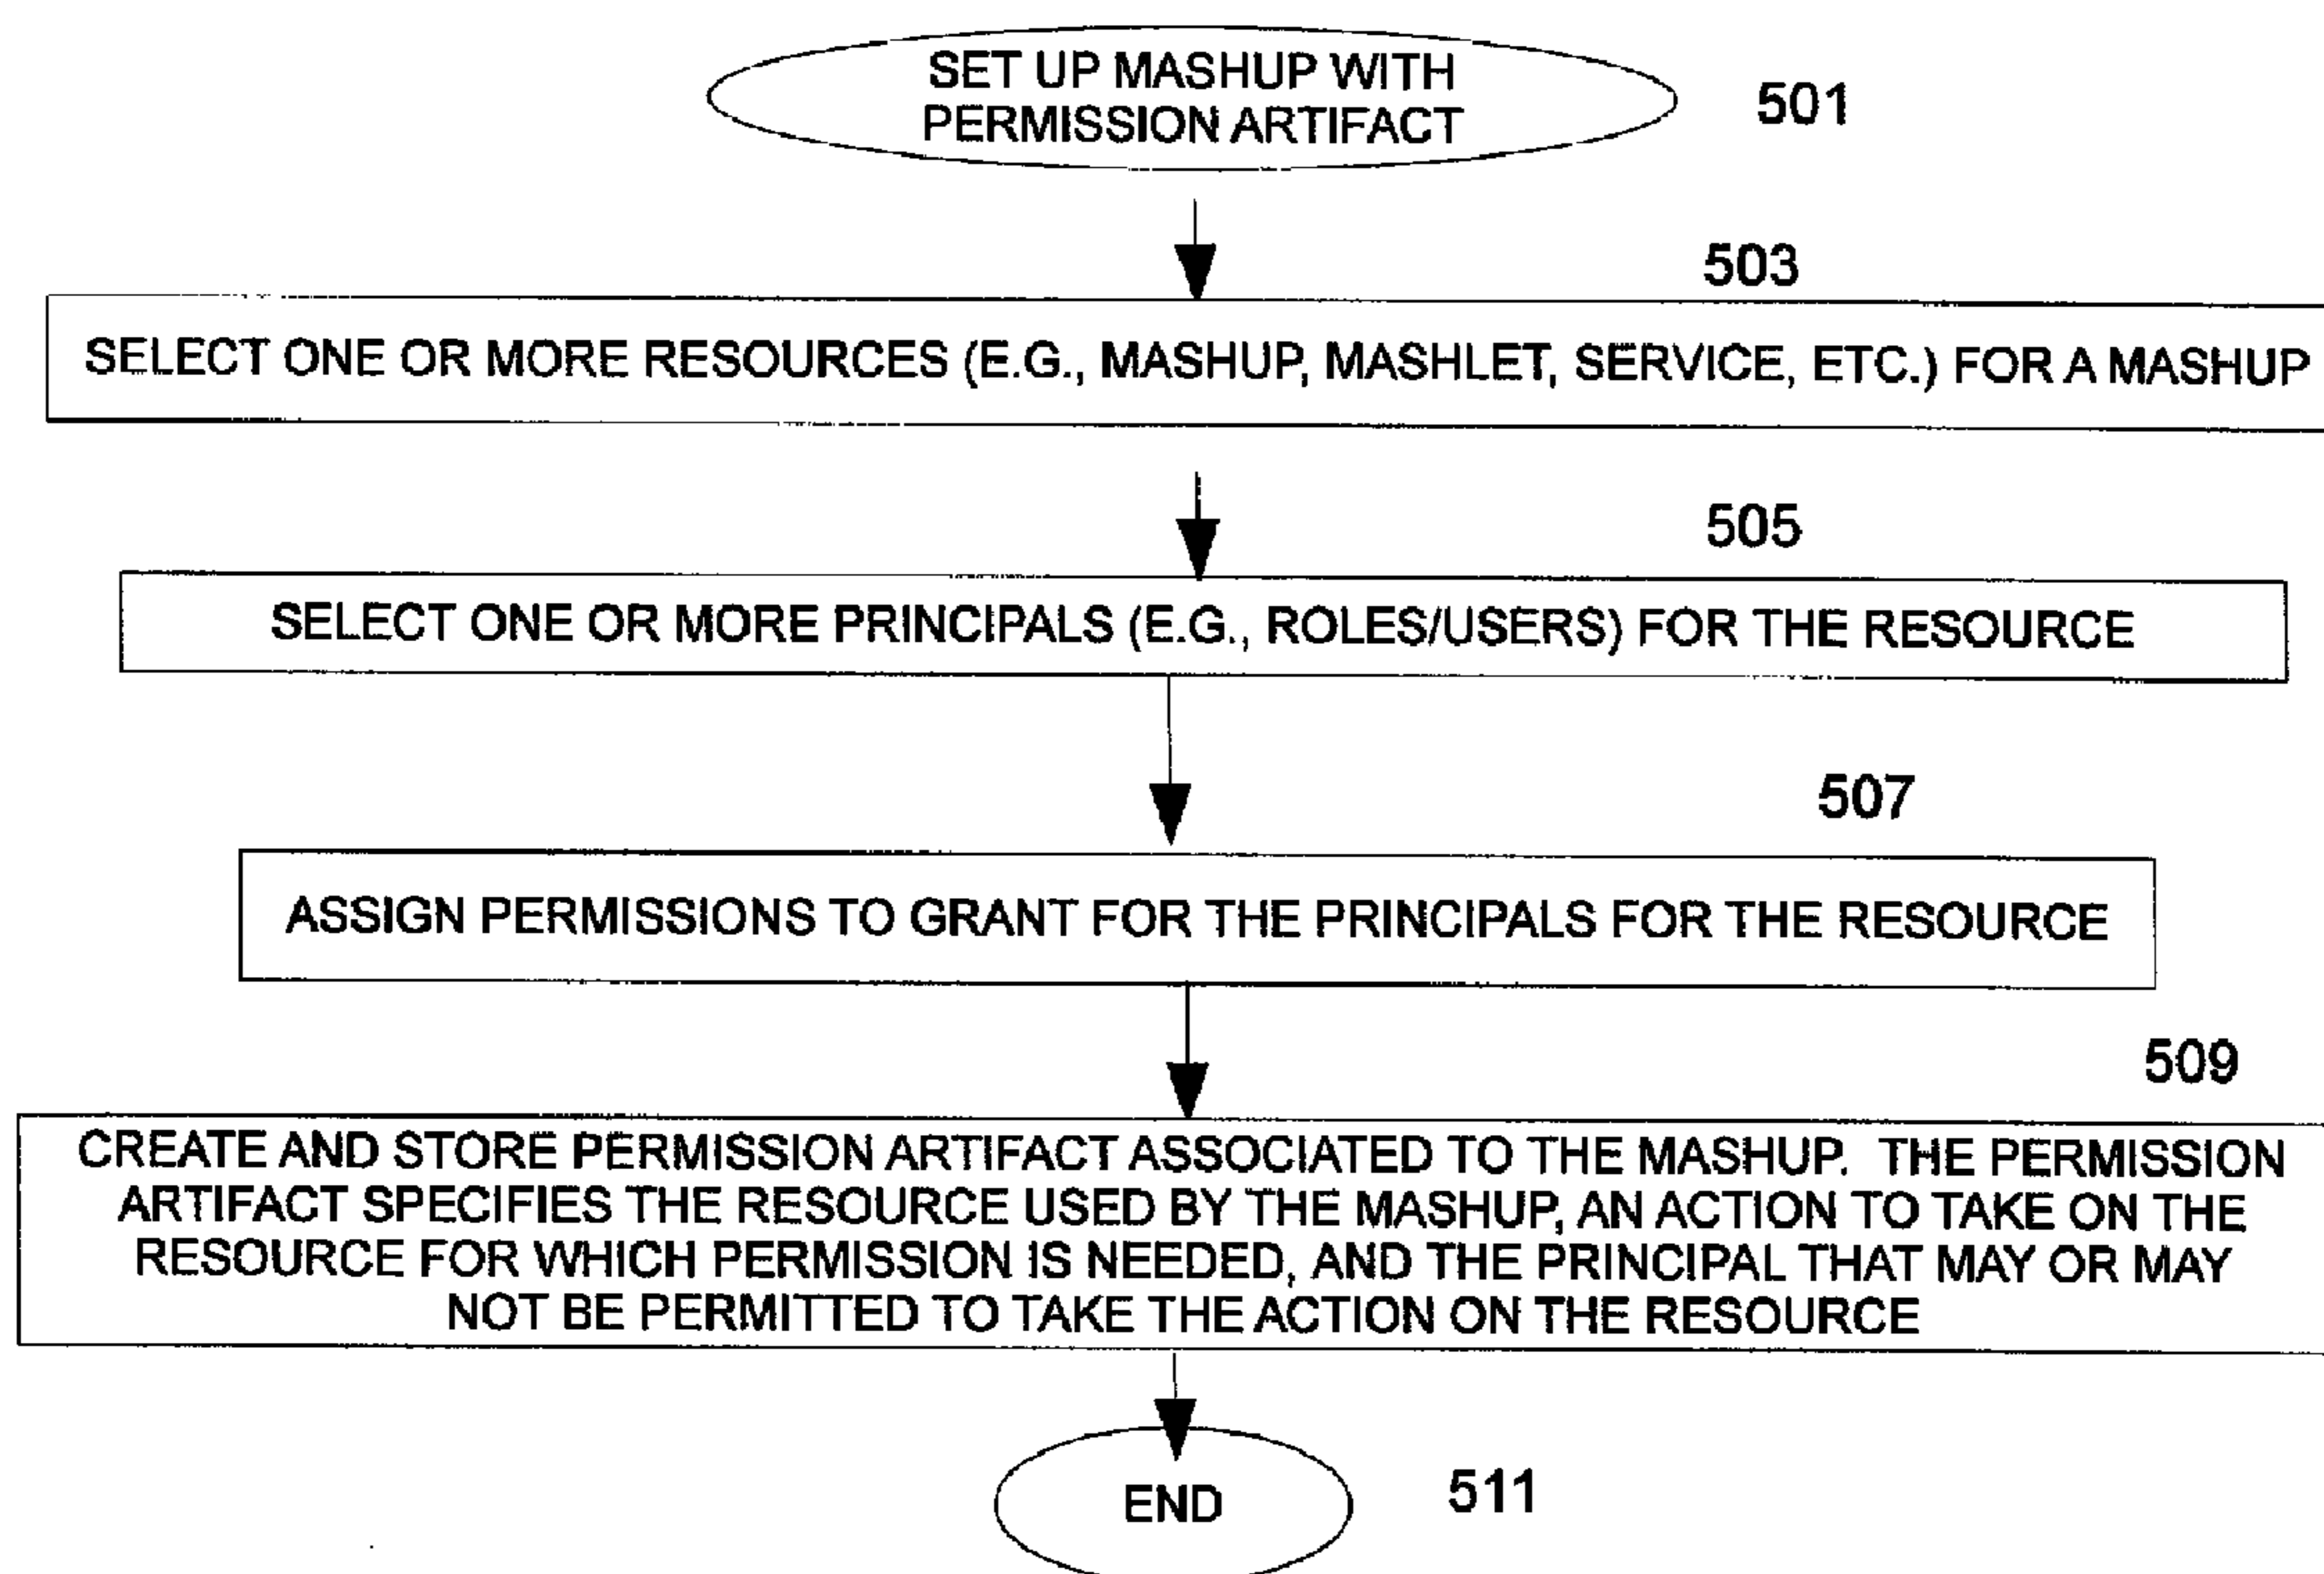 SET UP MASHUP WITH
PERMISSION ARTIFACT
501
503
SELECT ONE OR MORE RESOURCES (E.G., MASHUP, MASHLET, SERVICE, ETC.) FOR A MASHUP
505
SELECT ONE OR MORE PRINCIPALS (E.G., ROLES/USERS) FOR THE RESOURCE
507
ASSIGN PERMISSIONS TO GRANT FOR THE PRINCIPALS FOR THE RESOURCE
509
CREATE AND STORE PERMISSION ARTIFACT ASSOCIATED TO THE MASHUP. THE PERMISSION
ARTIFACT SPECIFIES THE RESOURCE USED BY THE MASHUP, AN ACTION TO TAKE ON THE
RESOURCE FOR WHICH PERMISSION IS NEEDED, AND THE PRINCIPAL THAT MAY OR MAY
NOT BE PERMITTED TO TAKE THE ACTION ON THE RESOURCE
END
511